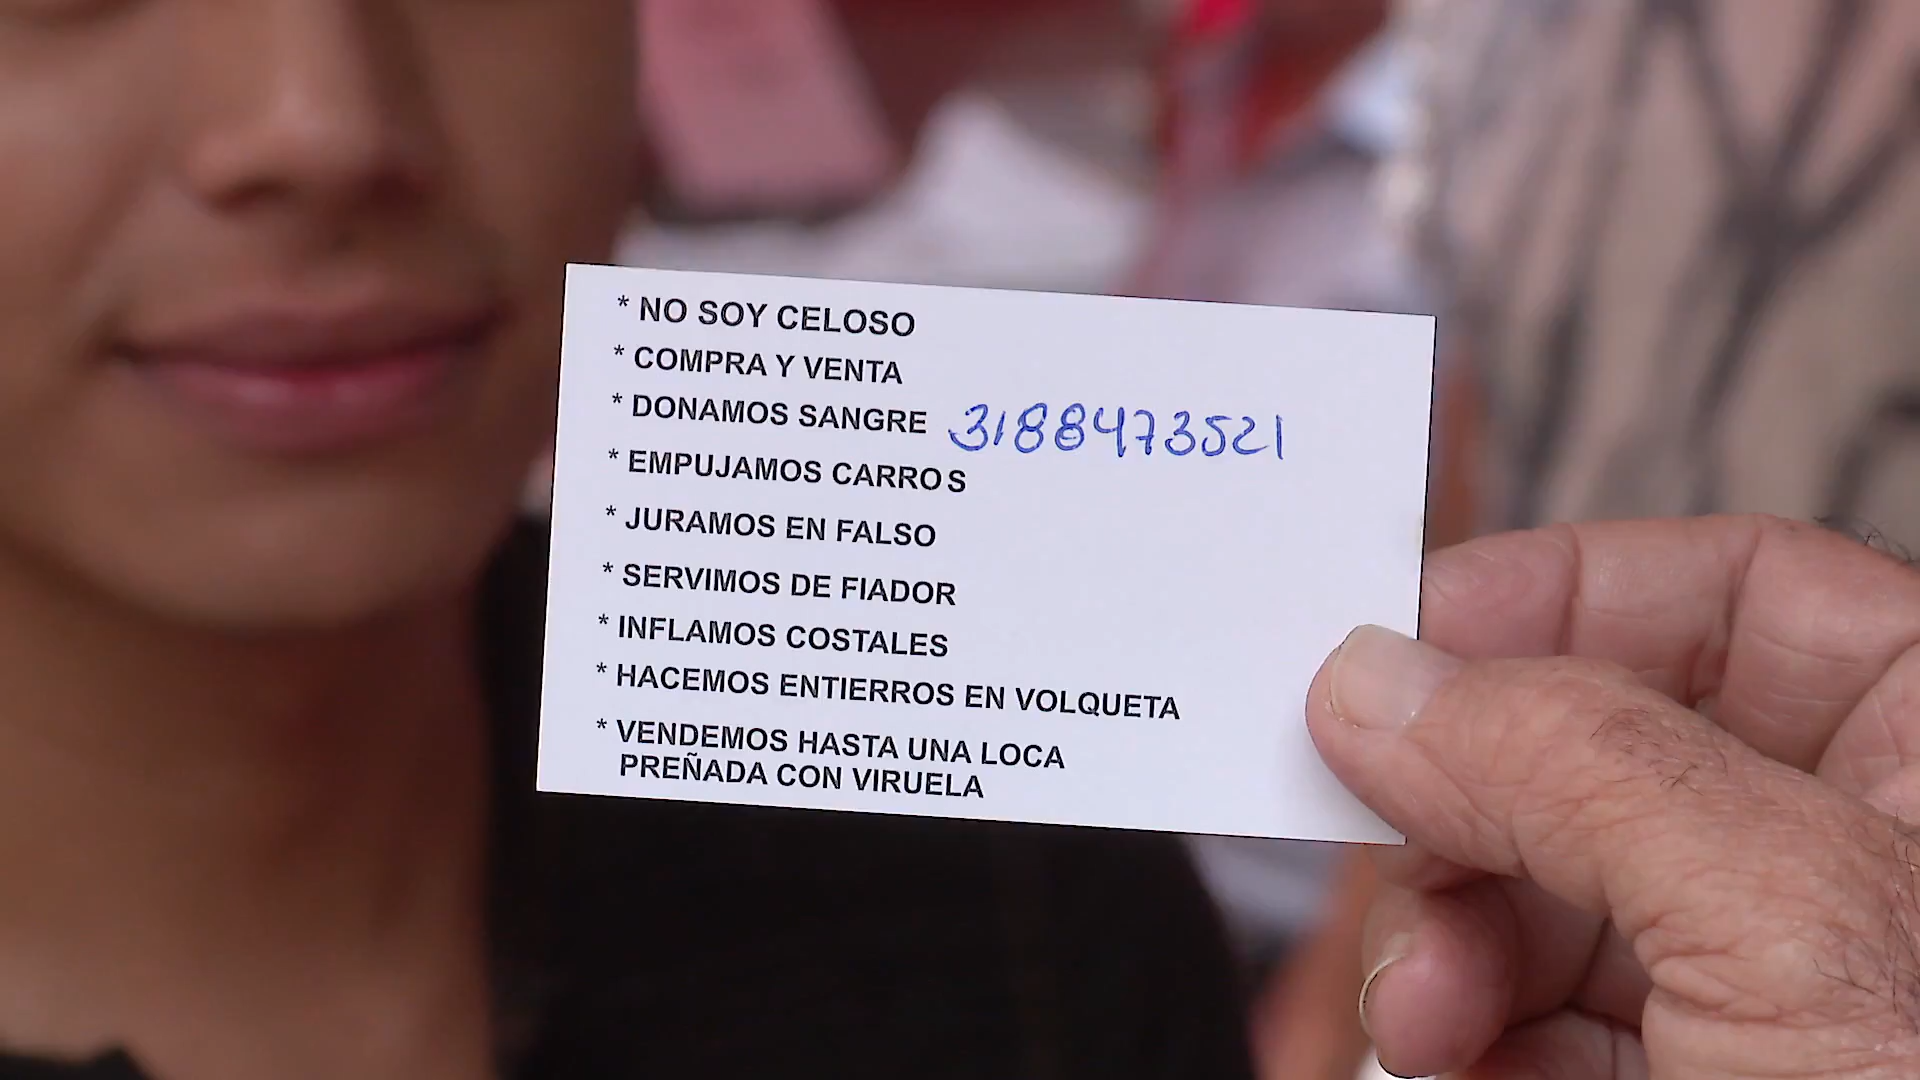 * NO SOY CELOSO
* COMPRA Y VENTA
* DONAMOS SANGRE 3188473521
* EMPUJAMOS CARROS
* JURAMOS EN FALSO
* SERVIMOS DE FIADOR
* INFLAMOS COSTALES
* HACEMOS ENTIERROS EN VOLQUETA
* VENDEMOS HASTA UNA LOCA
PREÑADA CON VIRUELA